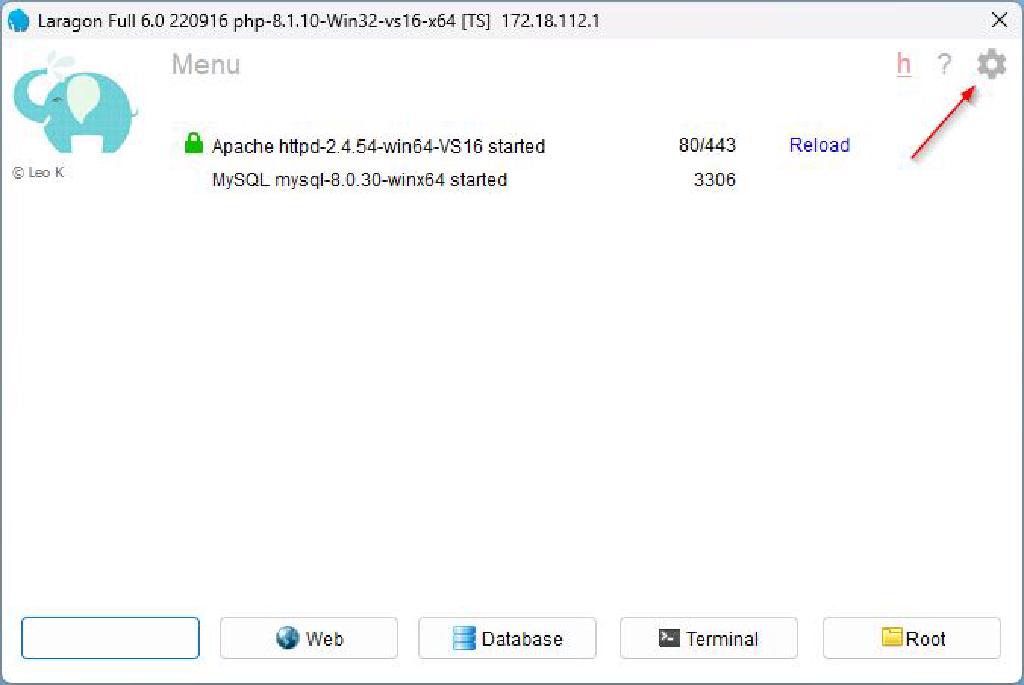 Laragon Full 6.0 220916 php-8.1.10-Win32-vs16-x64 [TS] 172.18.112.1
Menu
h ?
Apache httpd-2.4.54-win64-VS16 started 80/443 Reload
MySQL mysql-8.0.30-winx64 started 3306
© Leo K
Web Database Terminal Root